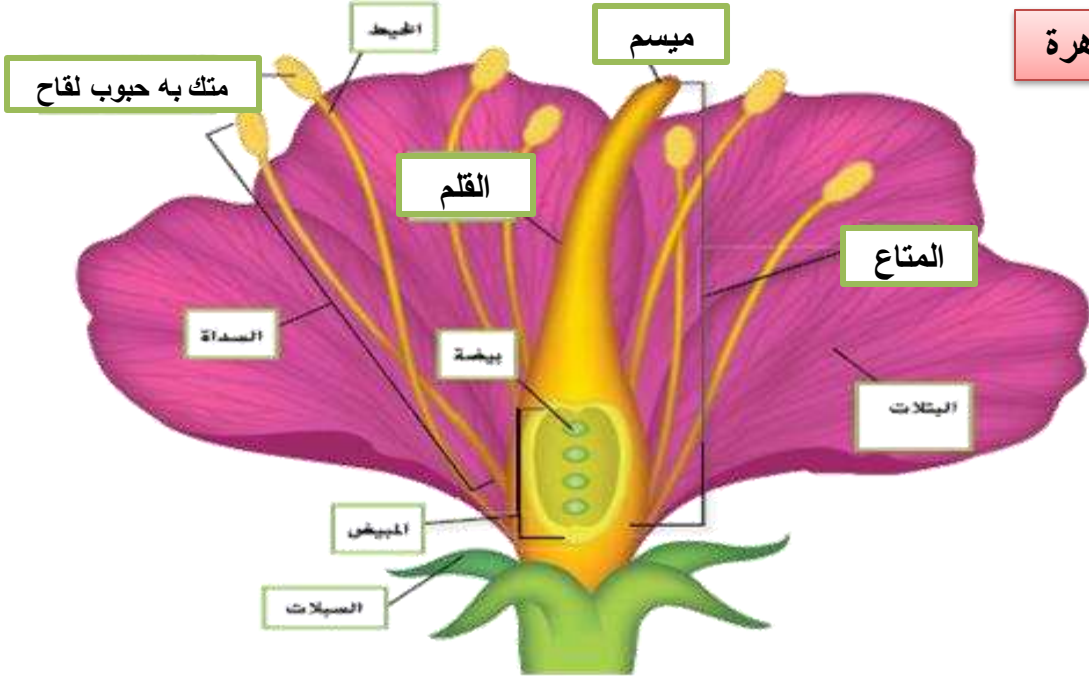 الخيط
ميسم
هرة
متك به حبوب لقاح
القلم
المتاع
السداة
بيضة
البتلات
المبيض
السبلات